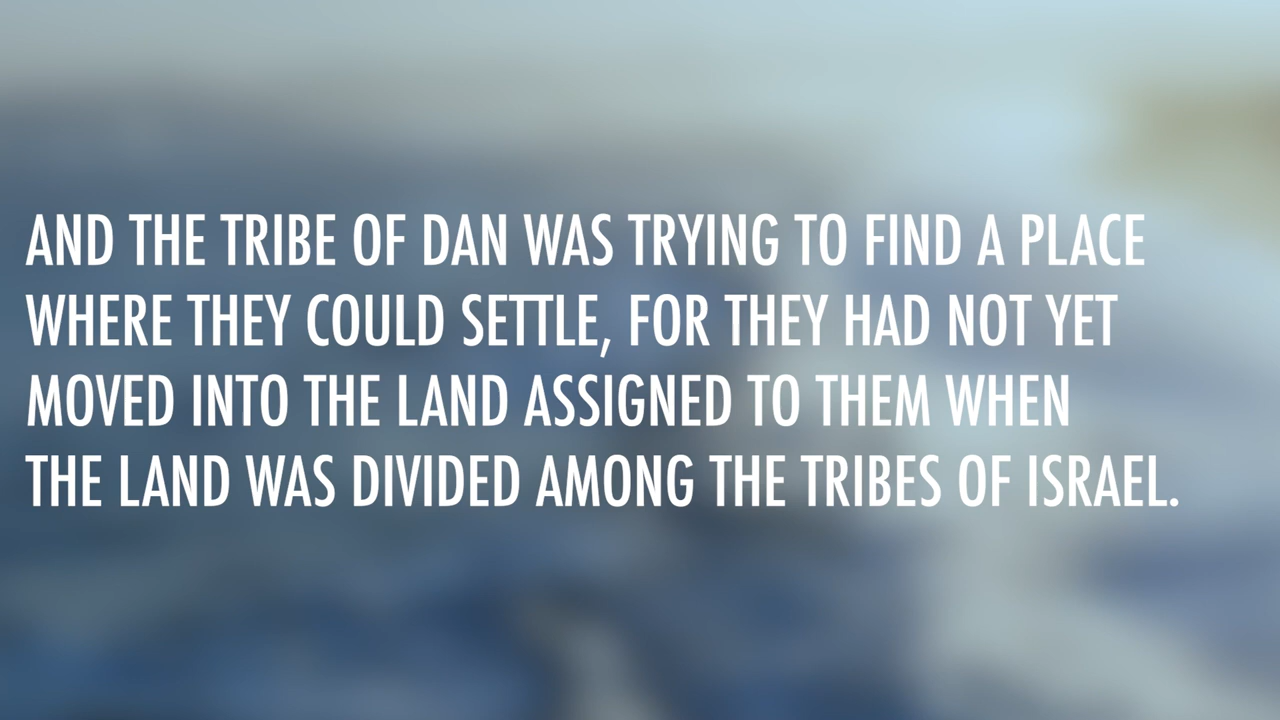 AND THE TRIBE OF DAN WAS TRYING TO FIND A PLACE
WHERE THEY COULD SETTLE, FOR THEY HAD NOT YET
MOVED INTO THE LAND ASSIGNED TO THEM WHEN
THE LAND WAS DIVIDED AMONG THE TRIBES OF ISRAEL.